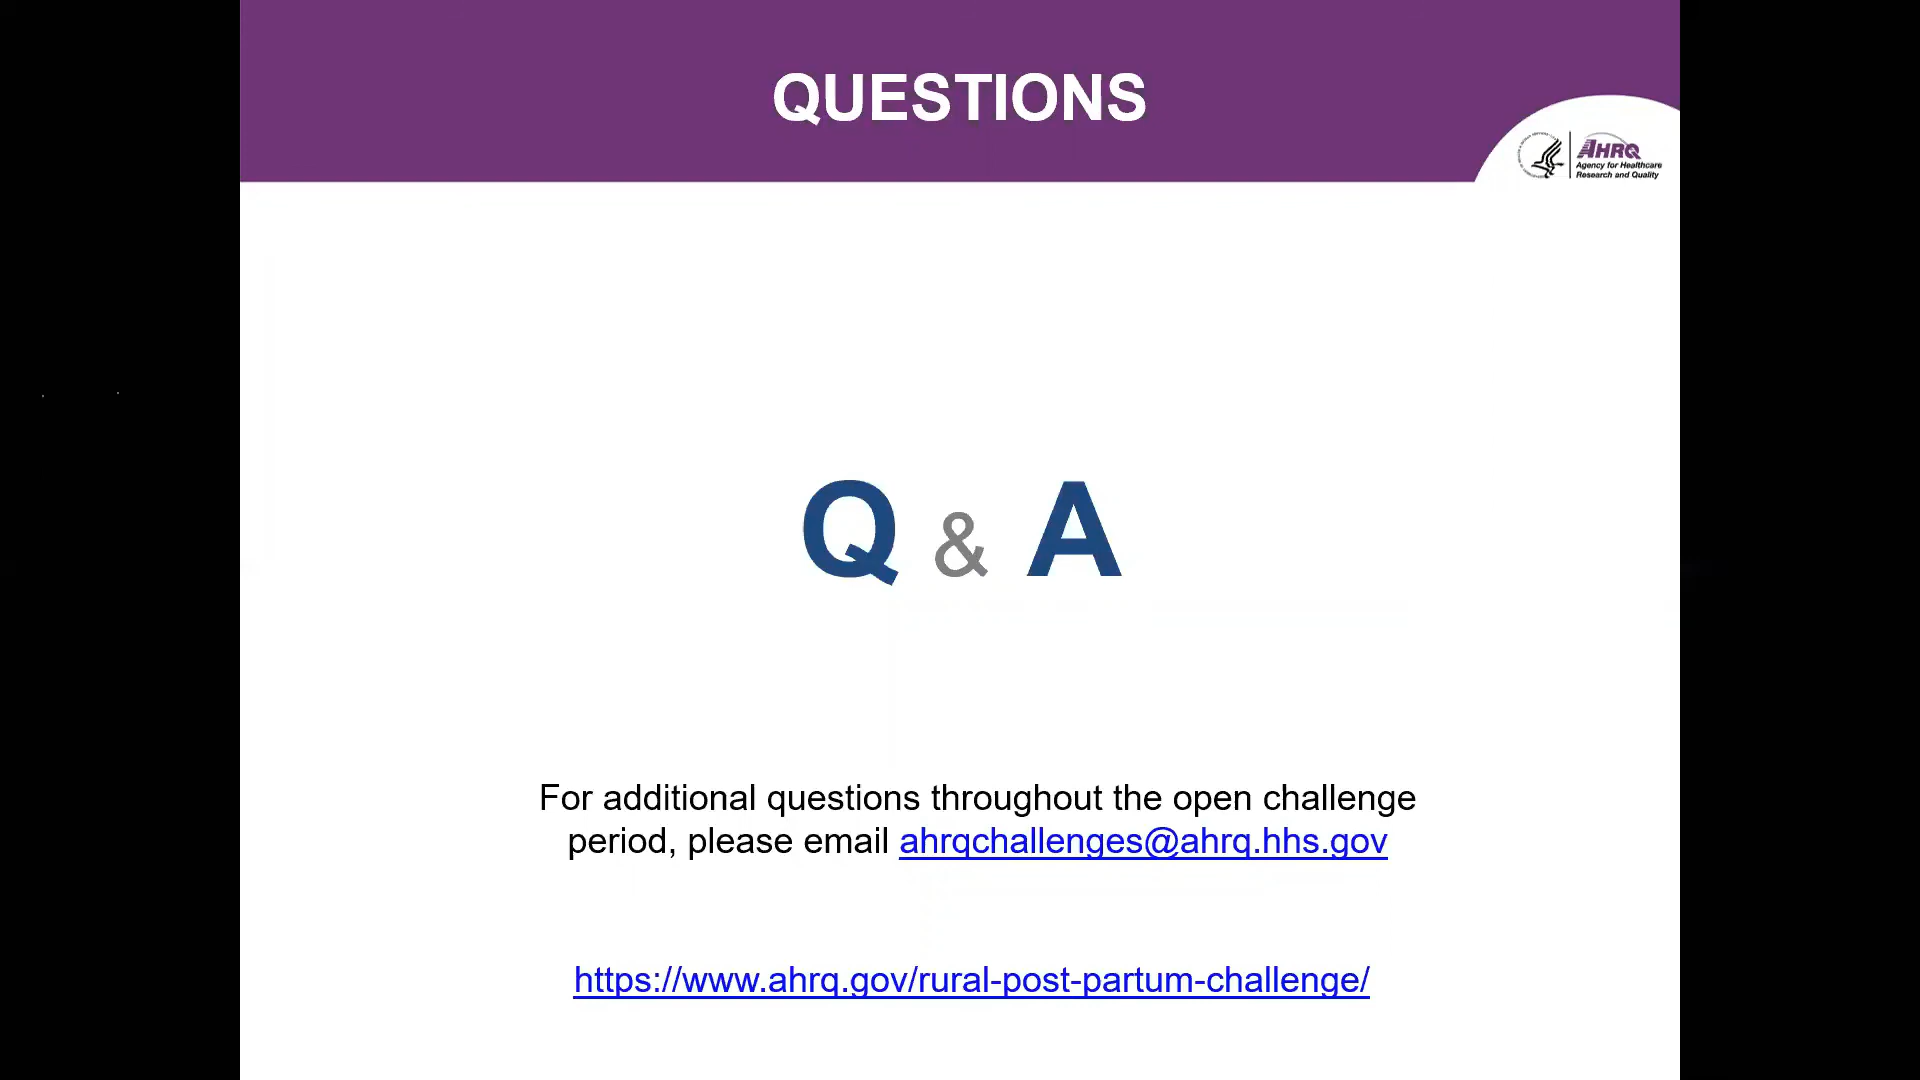 QUESTIONS
AHRQ
Agency for Healthcare
Research and Quality
Q & A
For additional questions throughout the open challenge
period, please email ahrqchallenges@ahrq.hhs.gov
https://www.ahrq.gov/rural-post-partum-challenge/